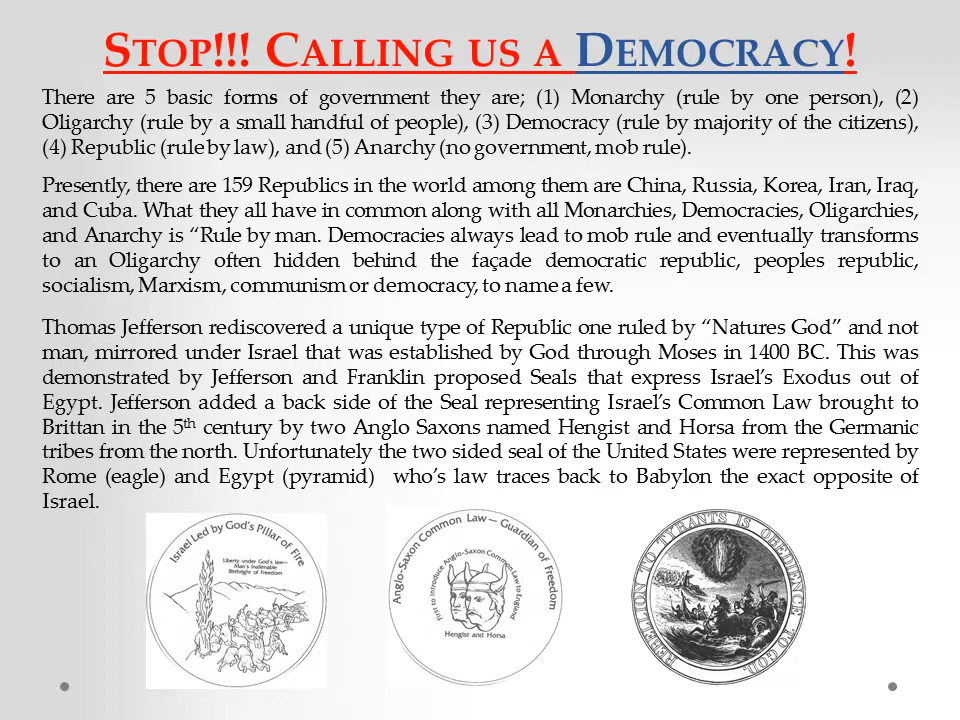 STOP!!! CALLING US A DEMOCRACY!
There are 5 basic forms of government they are; (1) Monarchy (rule by one person), (2)
Oligarchy (rule by a small handful of people), (3) Democracy (rule by majority of the citizens),
(4) Republic (rule by law), and (5) Anarchy (no government, mob rule).
Presently, there are 159 Republics in the world among them are China, Russia, Korea, Iran, Iraq,
and Cuba. What they all have in common along with all Monarchies, Democracies, Oligarchies,
and Anarchy is “Rule by man. Democracies always lead to mob rule and eventually transforms
to an Oligarchy often hidden behind the façade democratic republic, peoples republic,
socialism, Marxism, communism or democracy, to name a few.
Thomas Jefferson rediscovered a unique type of Republic one ruled by “Natures God” and not
man, mirrored under Israel that was established by God through Moses in 1400 BC. This was
demonstrated by Jefferson and Franklin proposed Seals that express Israel’s Exodus out of
Egypt. Jefferson added a back side of the Seal representing Israel’s Common Law brought to
Brittan in the 5th century by two Anglo Saxons named Hengist and Horsa from the Germanic
tribes from the north. Unfortunately the two sided seal of the United States were represented by
Rome (eagle) and Egypt (pyramid) who’s law traces back to Babylon the exact opposite of
Israel.
Israel Led by God's Pillar of Fire
Liberty under God's law—
Man's Inalienable
Birthright of Freedom
Anglo-Saxon Common Law — Guardian of Freedom
First to Introduce Anglo-Saxon Common Law to England
Hengist and Horsa
REBELLION TO TYRANTS IS OBEDIENCE TO GOD.